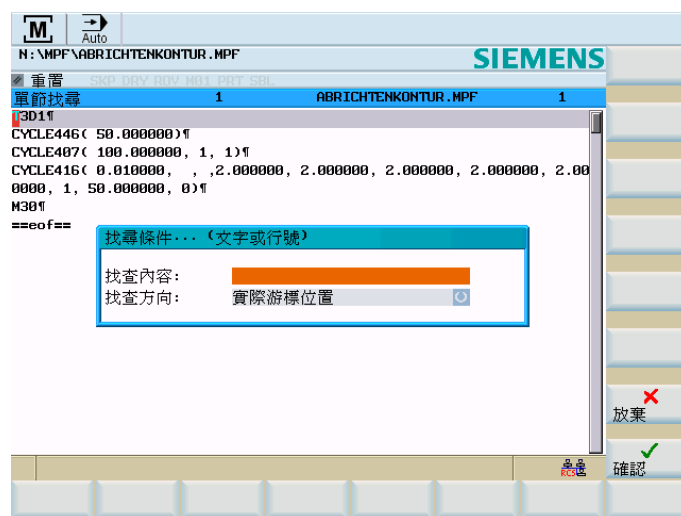 M
Auto
N:\MPF\ABRICHTENKONTUR.MPF
SIEMENS
重置 SKP DRY ROV M01 PRT SBL
單節找尋 1 ABRICHTENKONTUR.MPF 1
T3D1¶
CYCLE446( 50.000000)¶
CYCLE407( 100.000000, 1, 1)¶
CYCLE416( 0.010000, , ,2.000000, 2.000000, 2.000000, 2.000000, 2.00
0000, 1, 50.000000, 0)¶
M30¶
==eof==
找尋條件... (文字或行號)
找查內容:
找查方向: 實際游標位置
放棄
RCS
確認